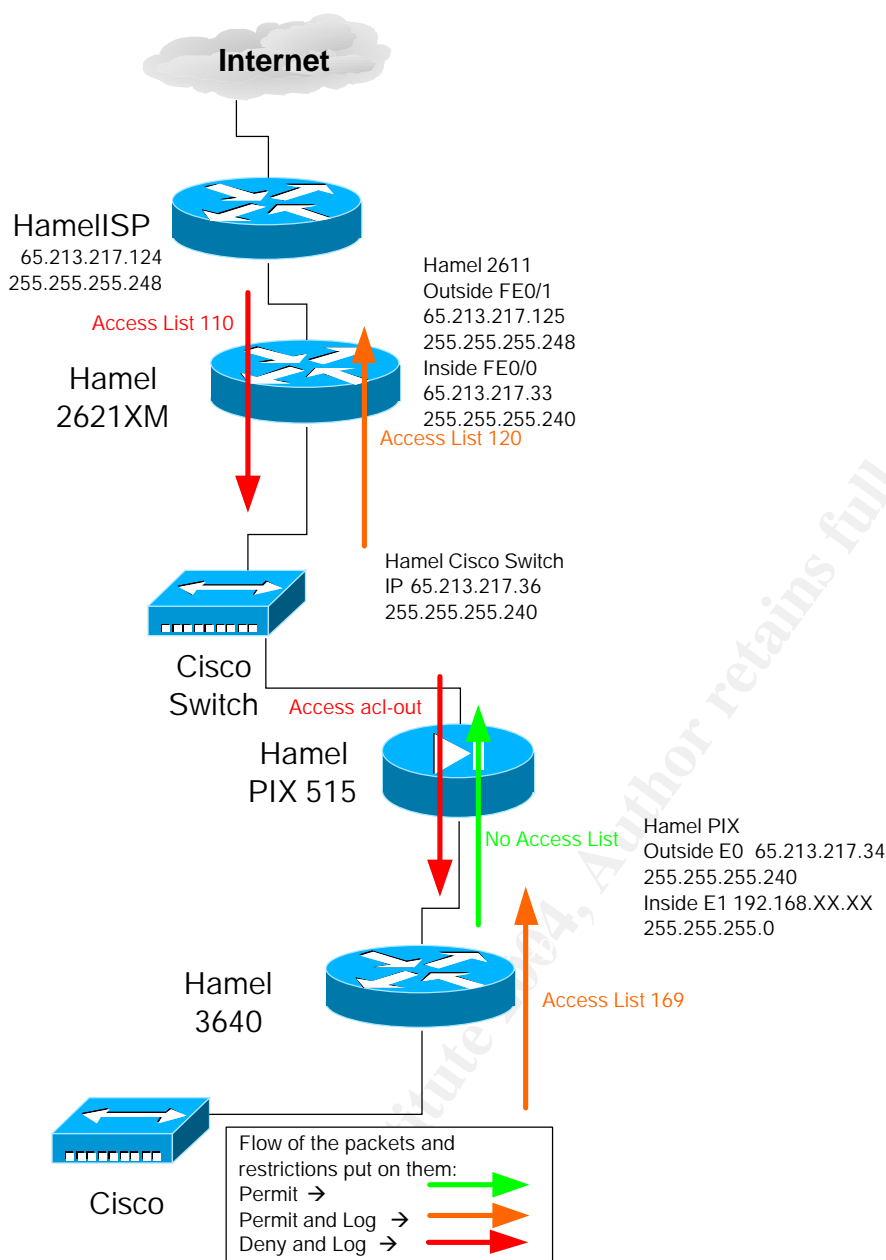 Internet
HamelISP
65.213.217.124
255.255.255.248
Access List 110
Hamel
2621XM
Hamel 2611
Outside FE0/1
65.213.217.125
255.255.255.248
Inside FE0/0
65.213.217.33
255.255.255.240
Access List 120
Hamel Cisco Switch
IP 65.213.217.36
255.255.255.240
Cisco
Switch
Access acl-out
Hamel
PIX 515
No Access List
Hamel PIX
Outside E0 65.213.217.34
255.255.255.240
Inside E1 192.168.XX.XX
255.255.255.0
Hamel
3640
Access List 169
Cisco
Flow of the packets and
restrictions put on them:
Permit →
Permit and Log →
Deny and Log →
2004, Author retains full